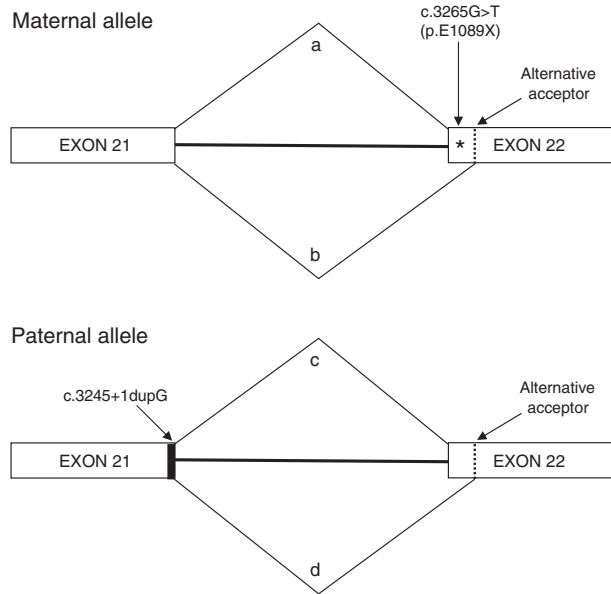 Maternal allele
c.3265G>T
(p.E1089X)
a
Alternative
acceptor
EXON 21
*
EXON 22
b
Paternal allele
c
c.3245+1dupG
Alternative
acceptor
EXON 21
EXON 22
d